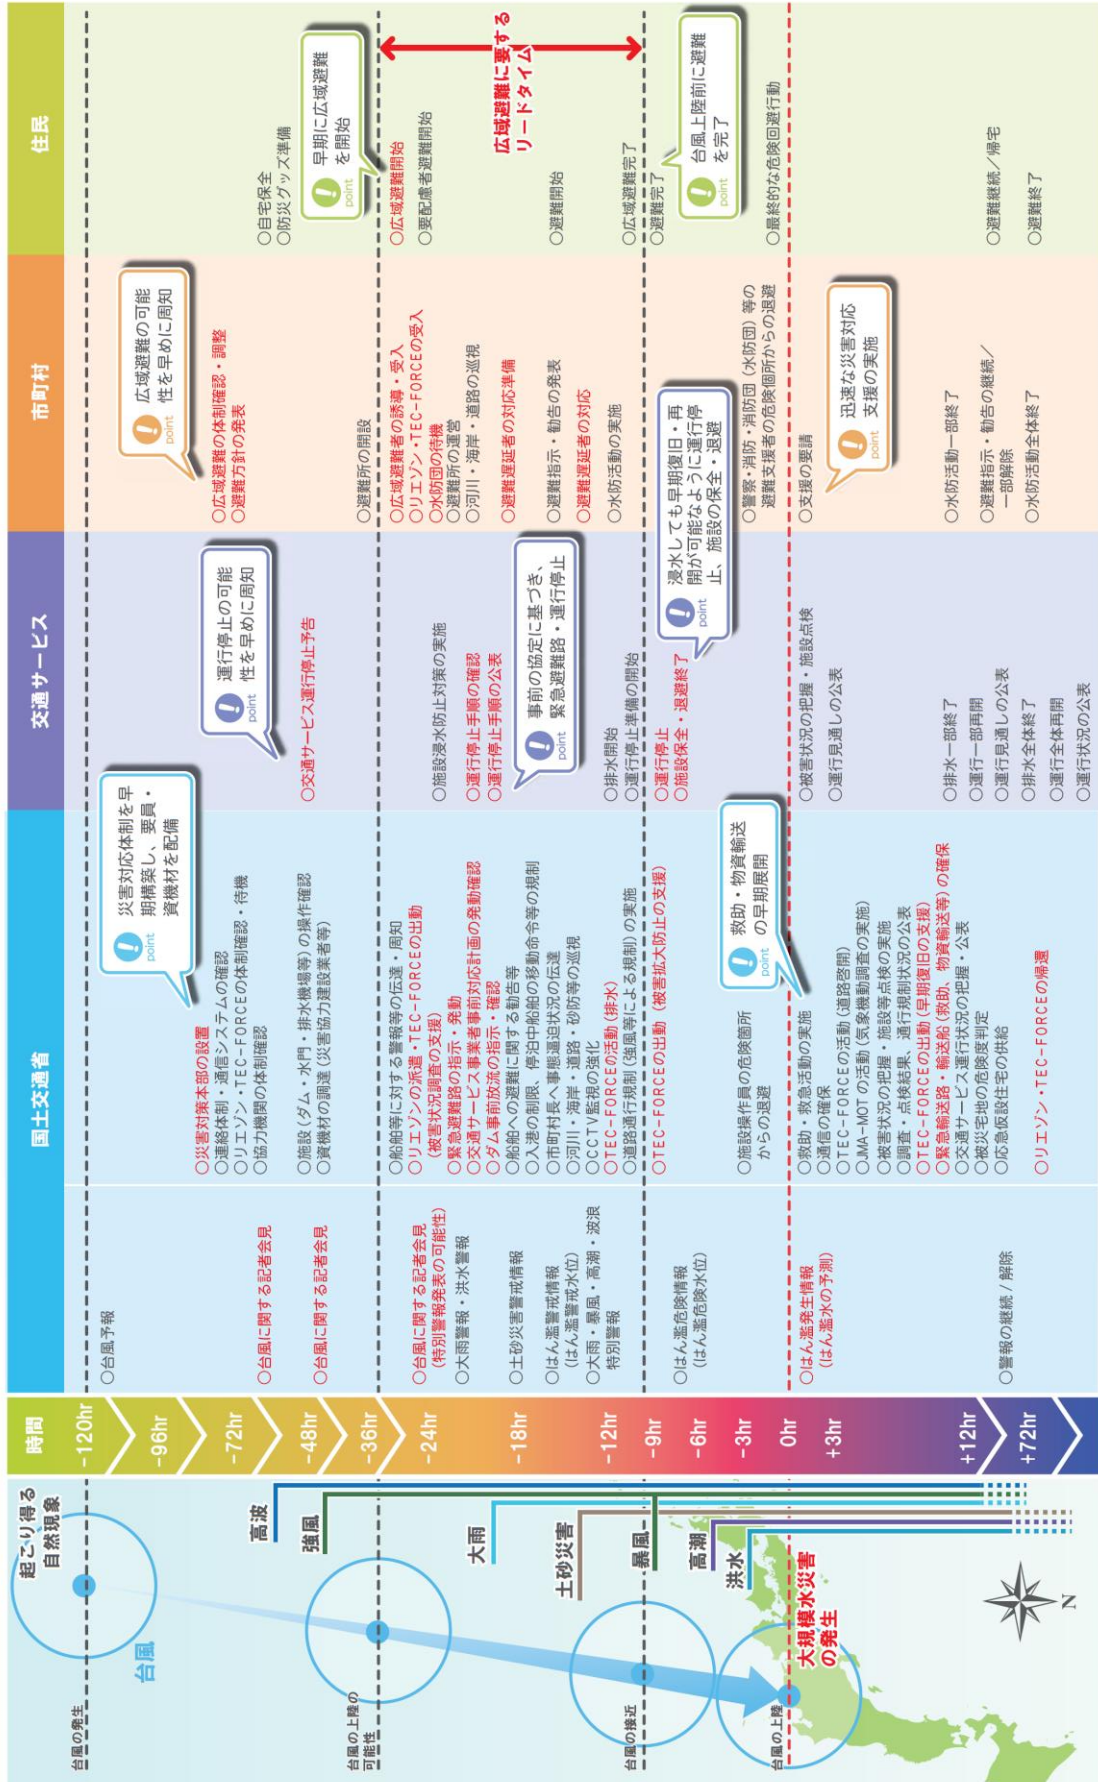 起こり得る
自然現象
時間
国土交通省
交通サービス
市町村
住民
台風の発生
台風
台風の上陸の
可能性
台風の接近
台風の上陸
大規模水災害
の発生
高波
強風
大雨
土砂災害
暴風
高潮
洪水
N
-120hr
-96hr
-72hr
-48hr
-36hr
-24hr
-18hr
-12hr
-9hr
-6hr
-3hr
0hr
+3hr
+12hr
+72hr
○台風予報
○台風に関する記者会見
○台風に関する記者会見
○台風に関する記者会見
(特別警報発表の可能性)
○大雨警報・洪水警報
○土砂災害警戒情報
○はん濫警戒情報
(はん濫警戒水位)
○大雨・暴風・高潮・波浪
特別警報
○はん濫危険情報
(はん濫危険水位)
○はん濫発生情報
(はん濫水の予測)
○警報の継続/解除
point
災害対応体制を早
期構築し、要員・
資機材を配備
○災害対策本部の設置
○連絡体制・通信システムの確認
○リエゾン・TEC-FORCEの体制確認・待機
○協力機関の体制確認
○施設(ダム・水門・排水機場等)の操作確認
○資機材の調達(災害協力建設業者等)
○船舶等に対する警報等の伝達・周知
○リエゾンの派遣・TEC-FORCEの出動
(被害状況調査の支援)
○緊急避難路の指示・発動
○交通サービス事業者事前対応計画の発動確認
○ダム事前放流の指示・確認
○船舶への避難に関する勧告等
○入港の制限、停泊中船舶の移動命令等の規制
○市町村長へ事態逼迫状況の伝達
○河川・海岸・道路・砂防等の巡視
○CCTV監視の強化
○TEC-FORCEの活動(排水)
○道路通行規制(強風等による規制)の実施
○TEC-FORCEの出動(被害拡大防止の支援)
○施設操作員の危険箇所
からの退避
point
救助・物資輸送
の早期展開
○救助・救急活動の実施
○通信の確保
○TEC-FORCEの活動(道路啓開)
○JMA-MOTの活動(気象機動調査の実施)
○被害状況の把握・施設等点検の実施
○調査・点検結果、通行規制状況の公表
○TEC-FORCEの出動(早期復旧の支援)
○緊急輸送路・輸送船(救助、物資輸送等)の確保
○交通サービス運行状況の把握・公表
○被災宅地の危険度判定
○応急仮設住宅の供給
○リエゾン・TEC-FORCEの帰還
point
運行停止の可能
性を早めに周知
○交通サービス運行停止予告
○施設浸水防止対策の実施
○運行停止手順の確認
○運行停止手順の公表
point
事前の協定に基づき、
緊急避難路・運行停止
○排水開始
○運行停止準備の開始
○運行停止
○施設保全・退避終了
point
浸水しても早期復旧・再
開が可能なように運行停
止、施設の保全・退避
○被害状況の把握・施設点検
○運行見通しの公表
○排水一部終了
○運行一部再開
○運行見通しの公表
○排水全体終了
○運行全体再開
○運行状況の公表
point
広域避難の可能
性を早めに周知
○広域避難の体制確認・調整
○避難方針の発表
○避難所の開設
○広域避難者の誘導・受入
○リエゾン・TEC-FORCEの受入
○水防団の待機
○避難所の運営
○河川・海岸・道路の巡視
○避難遅延者の対応準備
○避難指示・勧告の発表
○避難遅延者の対応
○水防活動の実施
○警察・消防・消防団(水防団)等の
避難支援者の危険個所からの退避
○支援の要請
point
迅速な災害対応
支援の実施
○水防活動一部終了
○避難指示・勧告の継続/
一部解除
○水防活動全体終了
○自宅保全
○防災グッズ準備
point
早期に広域避難
を開始
○広域避難開始
○要配慮者避難開始
広域避難に要する
リードタイム
○避難開始
○広域避難完了
○避難完了
point
台風上陸前に避難
を完了
○最終的な危険回避行動
○避難継続/帰宅
○避難終了